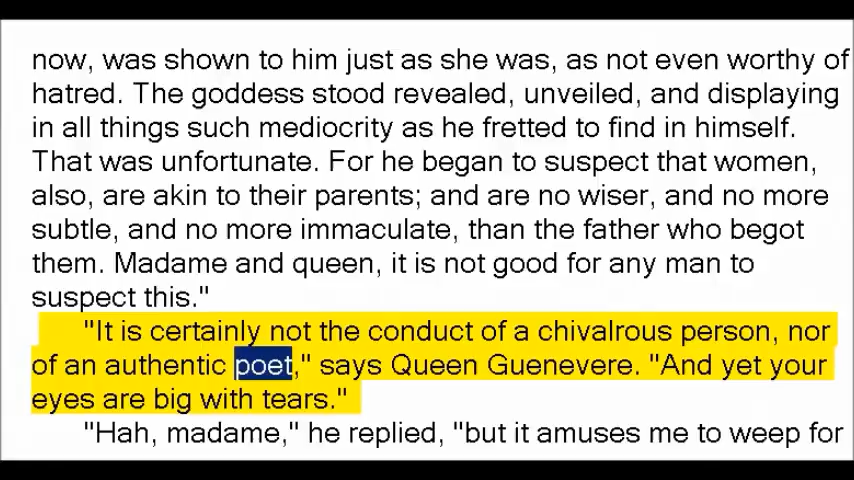 now, was shown to him just as she was, as not even worthy of
hatred. The goddess stood revealed, unveiled, and displaying
in all things such mediocrity as he fretted to find in himself.
That was unfortunate. For he began to suspect that women,
also, are akin to their parents; and are no wiser, and no more
subtle, and no more immaculate, than the father who begot
them. Madame and queen, it is not good for any man to
suspect this."
"It is certainly not the conduct of a chivalrous person, nor
of an authentic poet," says Queen Guenevere. "And yet your
eyes are big with tears."
"Hah, madame," he replied, "but it amuses me to weep for